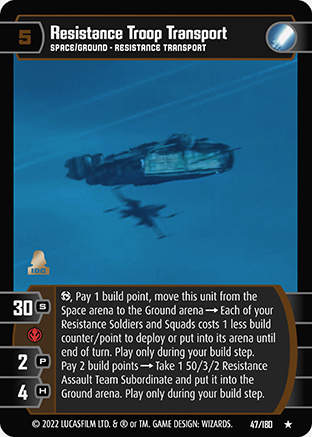 5 Resistance Troop Transport
SPACE/GROUND - RESISTANCE TRANSPORT
IDC
30 S
2 P
4 H
, Pay 1 build point, move this unit from the
Space arena to the Ground arena → Each of your
Resistance Soldiers and Squads costs 1 less build
counter/point to deploy or put into its arena until
end of turn. Play only during your build step.
Pay 2 build points → Take 1 50/3/2 Resistance
Assault Team Subordinate and put it into the
Ground arena. Play only during your build step.
© 2022 LUCASFILM LTD. & ® or TM. GAME DESIGN: WIZARDS. 47/180 ★